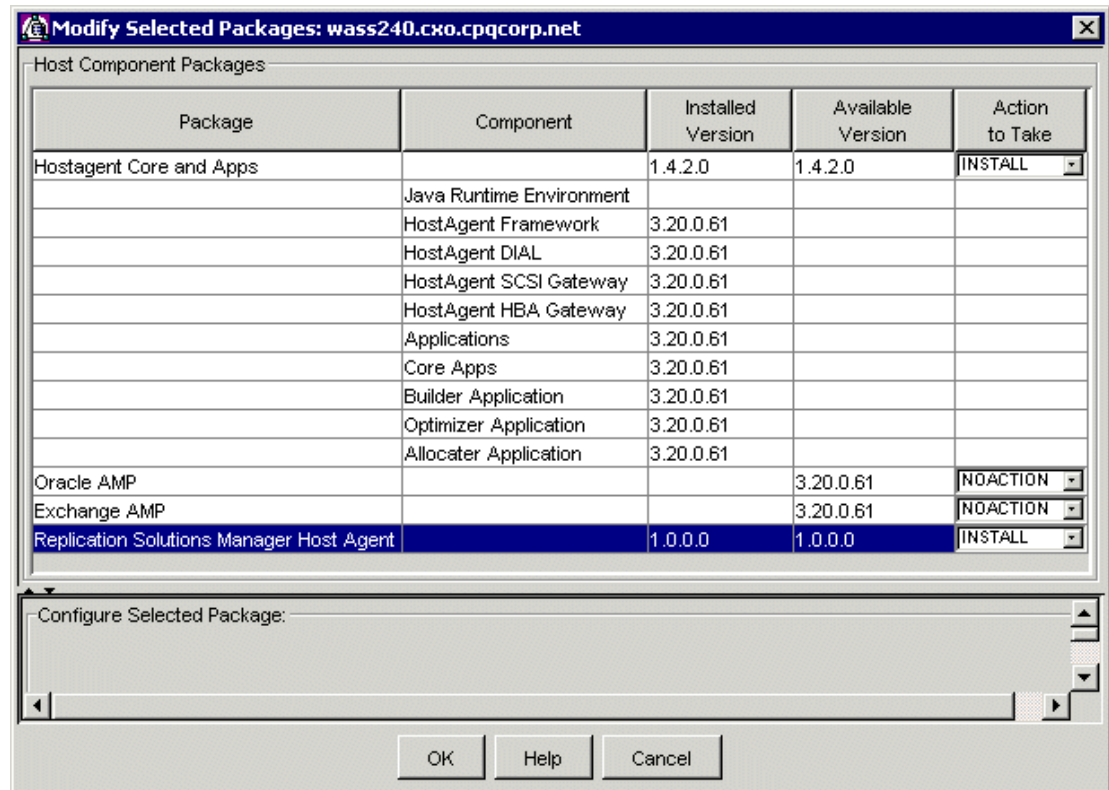 Modify Selected Packages: wass240.cxo.cpqcorp.net
Host Component Packages
Package Component Installed Version Available Version Action to Take
Hostagent Core and Apps 1.4.2.0 1.4.2.0 INSTALL
Java Runtime Environment
HostAgent Framework 3.20.0.61
HostAgent DIAL 3.20.0.61
HostAgent SCSI Gateway 3.20.0.61
HostAgent HBA Gateway 3.20.0.61
Applications 3.20.0.61
Core Apps 3.20.0.61
Builder Application 3.20.0.61
Optimizer Application 3.20.0.61
Allocater Application 3.20.0.61
Oracle AMP 3.20.0.61 NOACTION
Exchange AMP 3.20.0.61 NOACTION
Replication Solutions Manager Host Agent 1.0.0.0 1.0.0.0 INSTALL
Configure Selected Package:
OK Help Cancel